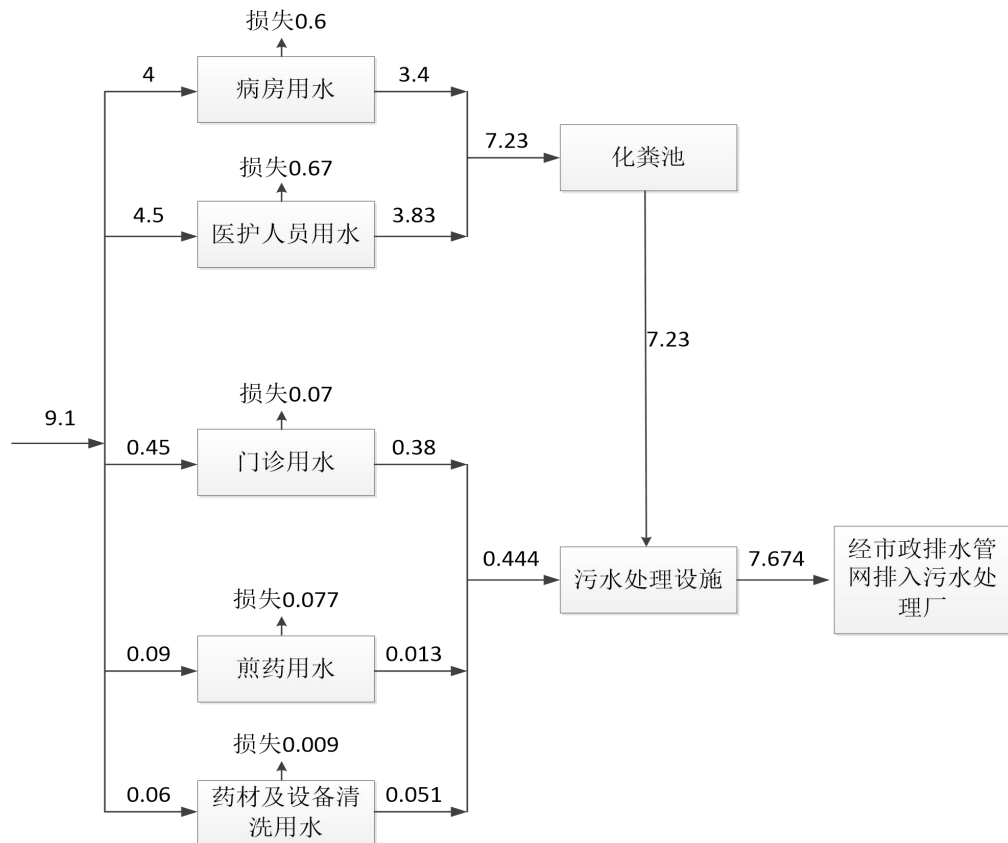 损失0.6
4
病房用水
3.4
7.23
化粪池
损失0.67
4.5
医护人员用水
3.83
7.23
损失0.07
9.1
0.45
门诊用水
0.38
0.444
污水处理设施
7.674
经市政排水管
网排入污水处
理厂
损失0.077
0.09
煎药用水
0.013
损失0.009
0.06
药材及设备清
洗用水
0.051